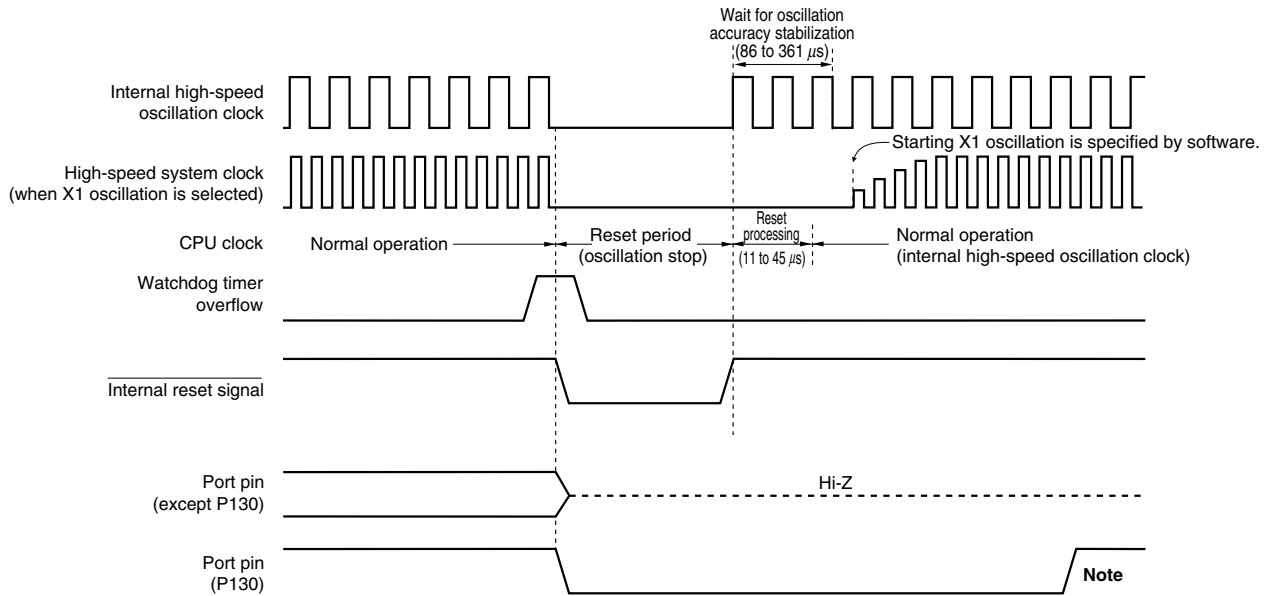 Wait for oscillation
accuracy stabilization
(86 to 361 μs)
Internal high-speed
oscillation clock
Starting X1 oscillation is specified by software.
High-speed system clock
(when X1 oscillation is selected)
CPU clock
Normal operation
Reset period
(oscillation stop)
Reset
processing
(11 to 45 μs)
Normal operation
(internal high-speed oscillation clock)
Watchdog timer
overflow
Internal reset signal
Port pin
(except P130)
Hi-Z
Port pin
(P130)
Note